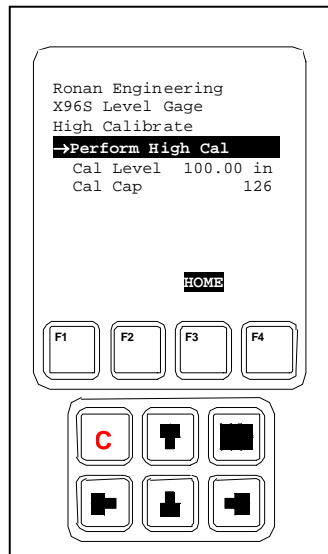 Ronan Engineering
X96S Level Gage
High Calibrate
→Perform High Cal
Cal Level 100.00 in
Cal Cap 126
HOME
F1 F2 F3 F4
C